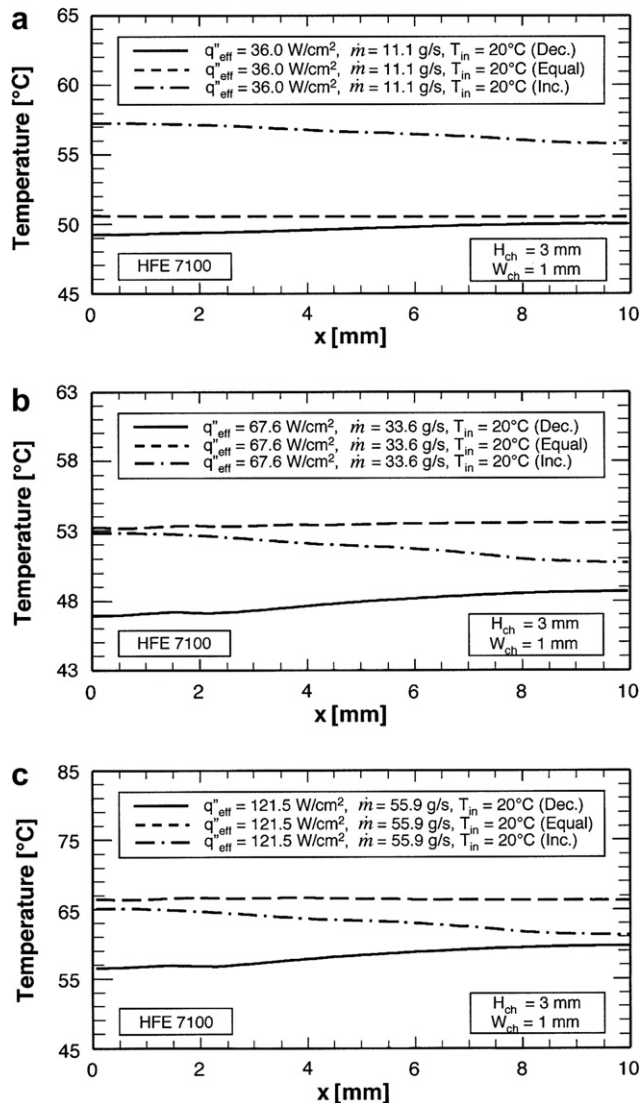 a
65
60
55
50
45
Temperature [°C]
q"eff = 36.0 W/cm², ṁ = 11.1 g/s, Tin = 20°C (Dec.)
q"eff = 36.0 W/cm², ṁ = 11.1 g/s, Tin = 20°C (Equal)
q"eff = 36.0 W/cm², ṁ = 11.1 g/s, Tin = 20°C (Inc.)
HFE 7100
Hch = 3 mm
Wch = 1 mm
0 2 4 6 8 10
x [mm]
b
63
58
53
48
43
Temperature [°C]
q"eff = 67.6 W/cm², ṁ = 33.6 g/s, Tin = 20°C (Dec.)
q"eff = 67.6 W/cm², ṁ = 33.6 g/s, Tin = 20°C (Equal)
q"eff = 67.6 W/cm², ṁ = 33.6 g/s, Tin = 20°C (Inc.)
HFE 7100
Hch = 3 mm
Wch = 1 mm
0 2 4 6 8 10
x [mm]
c
85
75
65
55
45
Temperature [°C]
q"eff = 121.5 W/cm², ṁ = 55.9 g/s, Tin = 20°C (Dec.)
q"eff = 121.5 W/cm², ṁ = 55.9 g/s, Tin = 20°C (Equal)
q"eff = 121.5 W/cm², ṁ = 55.9 g/s, Tin = 20°C (Inc.)
HFE 7100
Hch = 3 mm
Wch = 1 mm
0 2 4 6 8 10
x [mm]